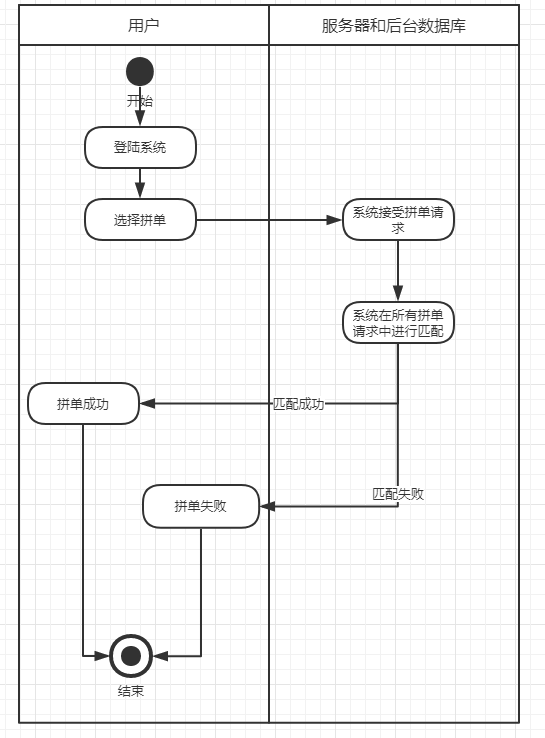 用户
服务器和后台数据库
开始
登陆系统
选择拼单
系统接受拼单请
求
系统在所有拼单
请求中进行匹配
拼单成功
匹配成功
匹配失败
拼单失败
结束